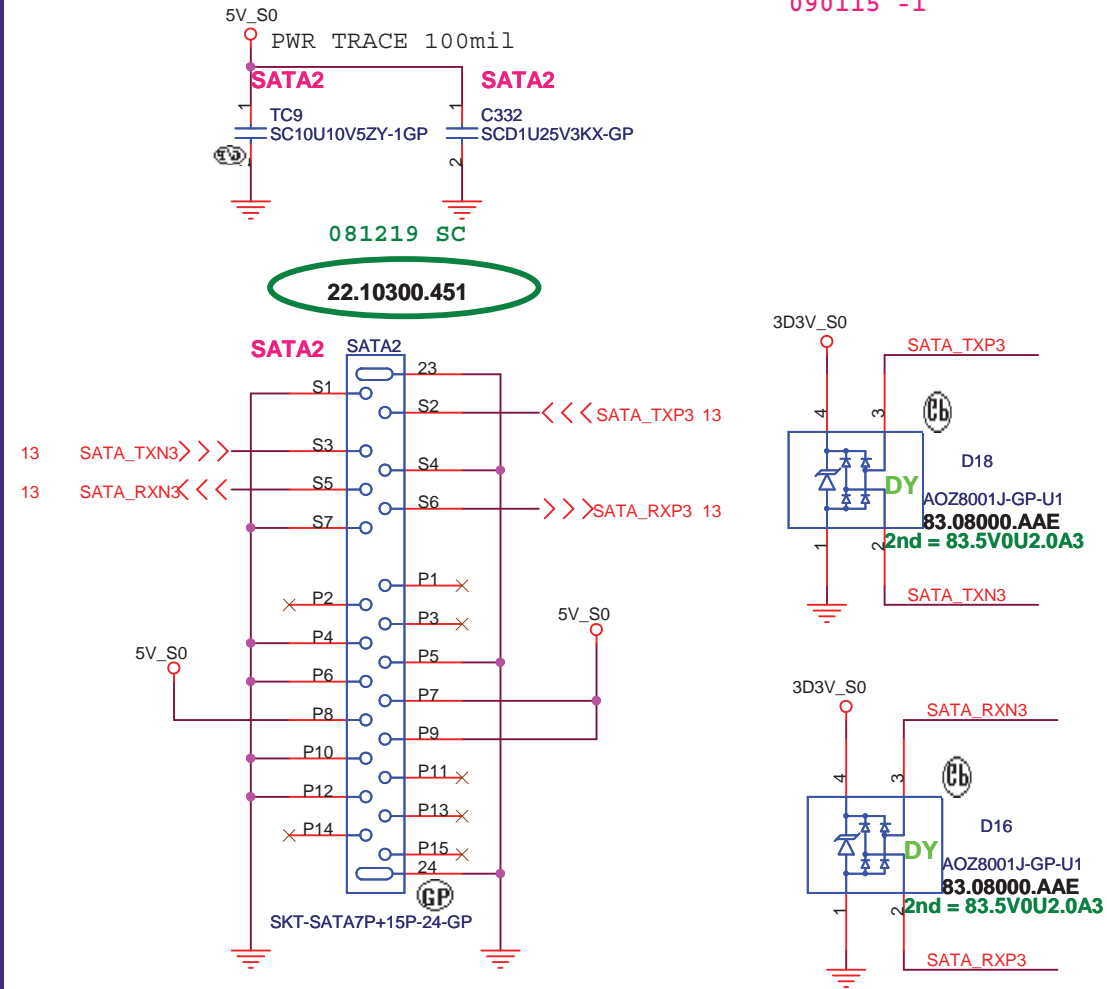 090115 -1
5V_S0
PWR TRACE 100mil
SATA2
SATA2
1
1
TC9
SC10U10V5ZY-1GP
C332
SCD1U25V3KX-GP
2
081219 SC
22.10300.451
SATA2
SATA2
23
S1
S2
SATA_TXP3 13
13 SATA_TXN3
S3
S4
13 SATA_RXN3
S5
S6
SATA_RXP3 13
S7
P1
P2
P3
5V_S0
P4
5V_S0
P5
P6
P7
P8
P9
P10
P11
P12
P13
P14
P15
24
GP
SKT-SATA7P+15P-24-GP
3D3V_S0
SATA_TXP3
4
3
D18
DY
AOZ8001J-GP-U1
83.08000.AAE
1
2
2nd = 83.5V0U2.0A3
SATA_TXN3
3D3V_S0
SATA_RXN3
4
3
D16
DY
AOZ8001J-GP-U1
83.08000.AAE
1
2
2nd = 83.5V0U2.0A3
SATA_RXP3